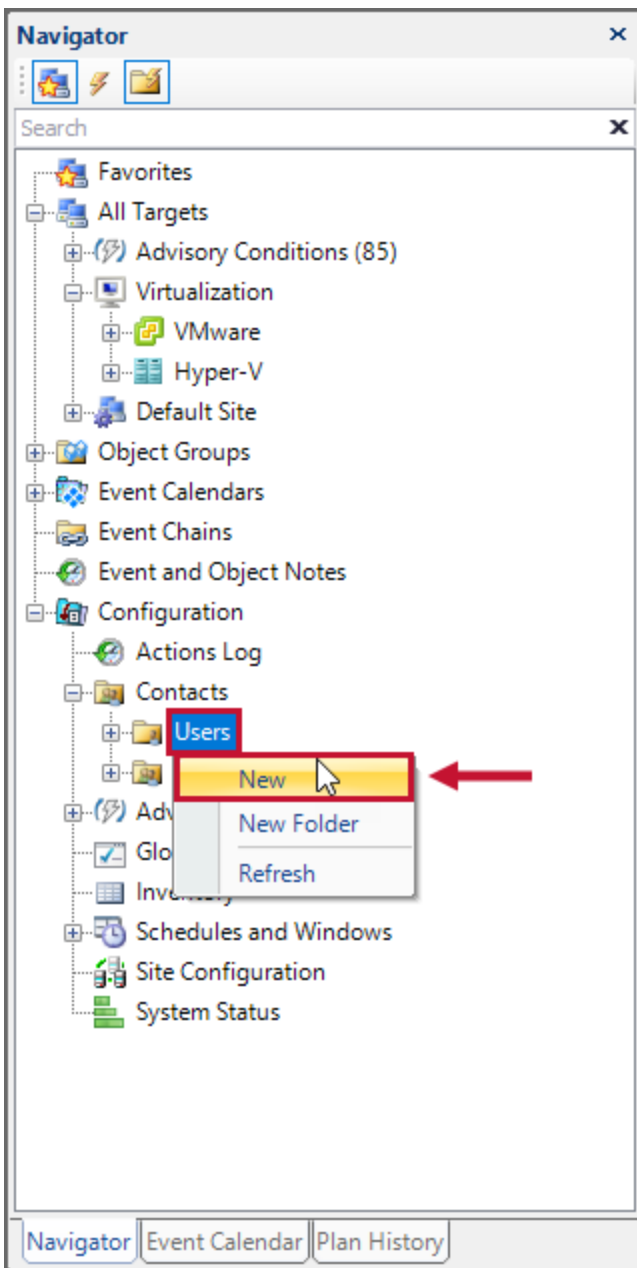 Navigator
Search
Favorites
All Targets
Advisory Conditions (85)
Virtualization
VMware
Hyper-V
Default Site
Object Groups
Event Calendars
Event Chains
Event and Object Notes
Configuration
Actions Log
Contacts
Users
New
New Folder
Refresh
Schedules and Windows
Site Configuration
System Status
Navigator Event Calendar Plan History